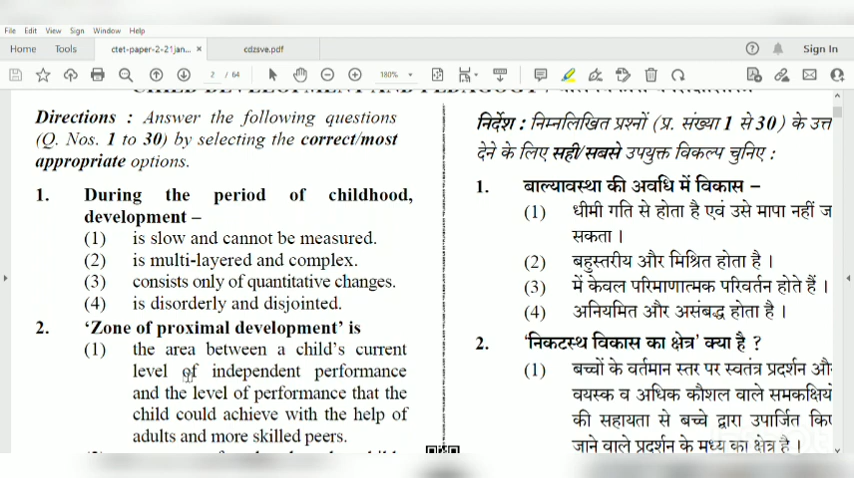 File Edit View Sign Window Help
Home Tools ctet-paper-2-21jan... × cdzsve.pdf Sign In
2 / 64 180%
Directions : Answer the following questions
(Q. Nos. 1 to 30) by selecting the correct/most
appropriate options.
1. During the period of childhood,
development –
(1) is slow and cannot be measured.
(2) is multi-layered and complex.
(3) consists only of quantitative changes.
(4) is disorderly and disjointed.
2. ‘Zone of proximal development’ is
(1) the area between a child’s current
level of independent performance
and the level of performance that the
child could achieve with the help of
adults and more skilled peers.
निर्देश : निम्नलिखित प्रश्नों (प्र. संख्या 1 से 30) के उत्त
देने के लिए सही/सबसे उपयुक्त विकल्प चुनिए :
1. बाल्यावस्था की अवधि में विकास –
(1) धीमी गति से होता है एवं उसे मापा नहीं ज
सकता ।
(2) बहुस्तरीय और मिश्रित होता है ।
(3) में केवल परिमाणात्मक परिवर्तन होते हैं ।
(4) अनियमित और असंबद्ध होता है ।
2. ‘निकटस्थ विकास का क्षेत्र’ क्या है ?
(1) बच्चों के वर्तमान स्तर पर स्वतंत्र प्रदर्शन औ
वयस्क व अधिक कौशल वाले समकक्षिय
की सहायता से बच्चे द्वारा उपार्जित किए
जाने वाले प्रदर्शन के मध्य का क्षेत्र है ।